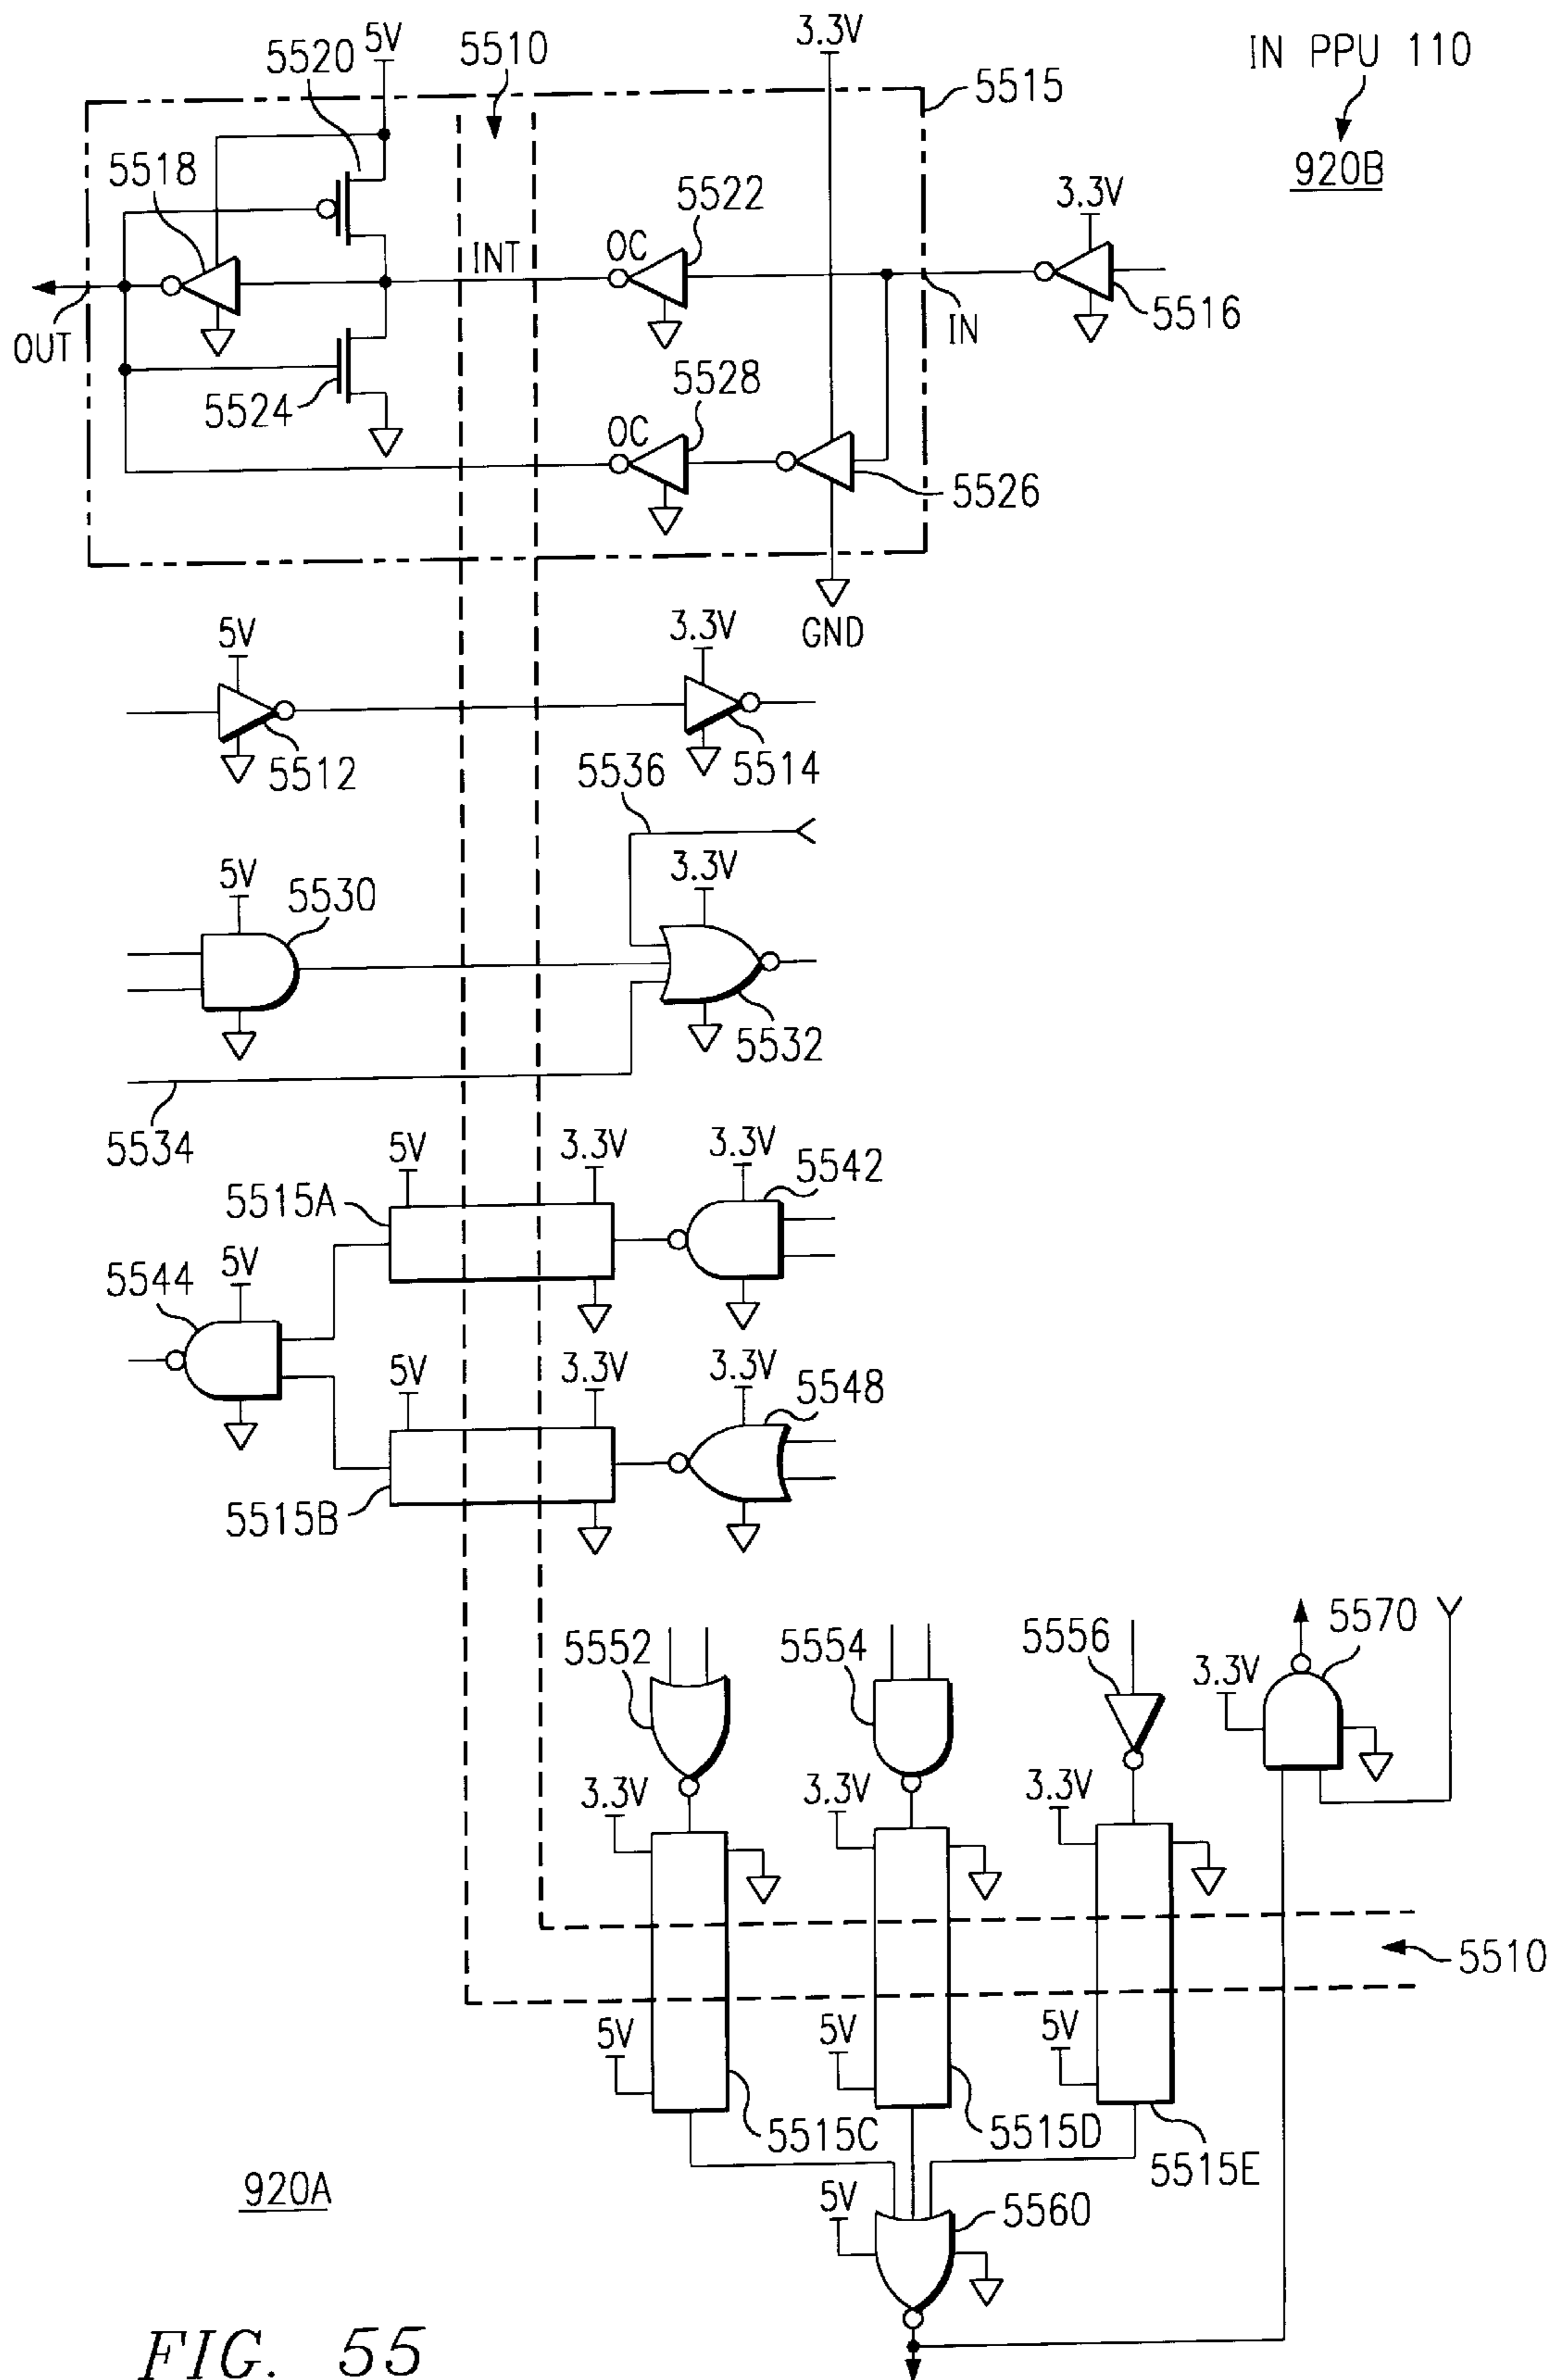 5V
5520
5510
3.3V
IN PPU 110
5515
920B
5518
5522
3.3V
OC
INT
IN
5516
OUT
5524
5528
OC
5526
GND
5V
3.3V
5512
5514
5536
5V
5530
3.3V
5532
5534
5V
3.3V
3.3V
5542
5515A
5544
5V
5V
3.3V
3.3V
5548
5515B
5552
5554
5556
5570
3.3V
3.3V
3.3V
3.3V
5510
5V
5V
5V
5515C
5515D
5515E
920A
5V
5560
FIG. 55